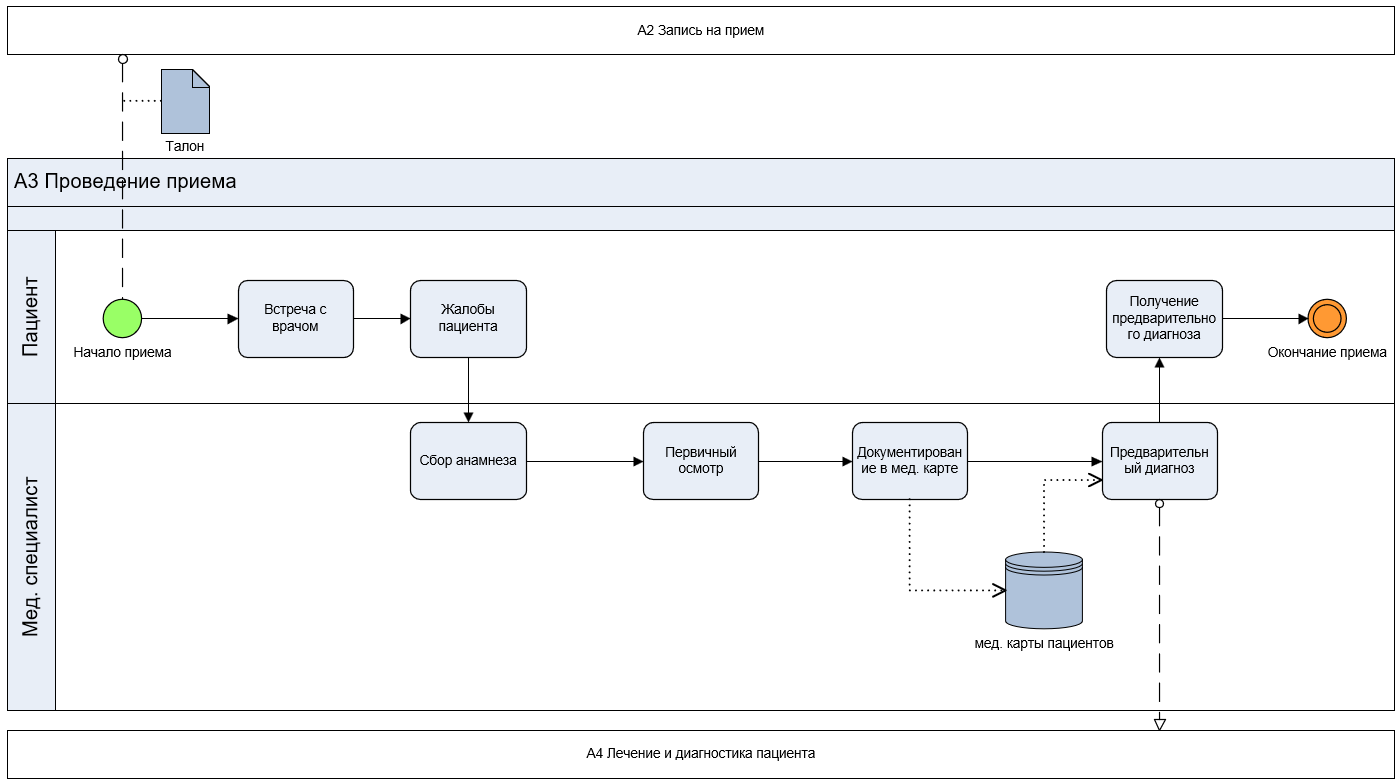 А2 Запись на прием
Талон
А3 Проведение приема
Пациент
Начало приема
Встреча с
врачом
Жалобы
пациента
Получение
предварительно
го диагноза
Окончание приема
Мед. специалист
Сбор анамнеза
Первичный
осмотр
Документирован
ие в мед. карте
Предварительн
ый диагноз
мед. карты пациентов
А4 Лечение и диагностика пациента